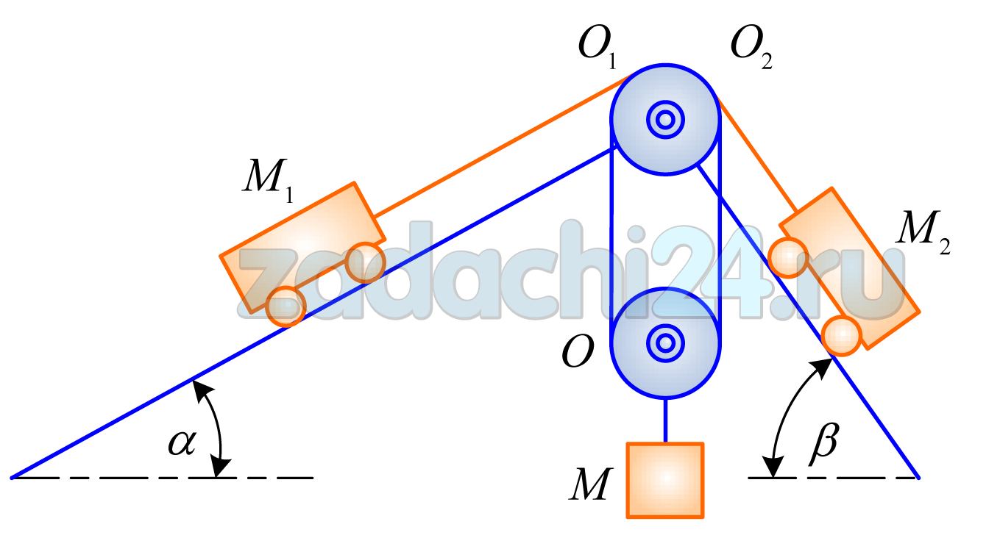 O₁ O₂
M₁
M₂
zadachi24.ru
O
α β
M